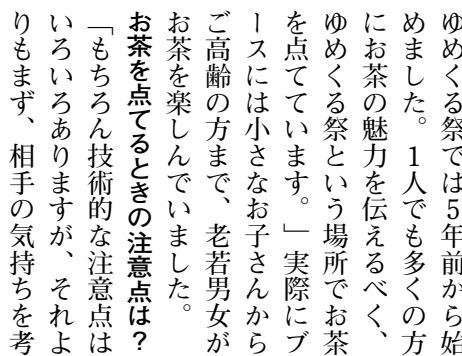 ゆめくる祭では5年前から始
めました。1人でも多くの方
にお茶の魅力を伝えるべく、
ゆめくる祭という場所でお茶
を点てています。」実際にブ
ースには小さなお子さんから
ご高齢の方まで、老若男女が
お茶を楽しんでいました。
お茶を点てるときの注意点は？
「もちろん技術的な注意点は
いろいろありますが、それよ
りもまず、相手の気持ちを考